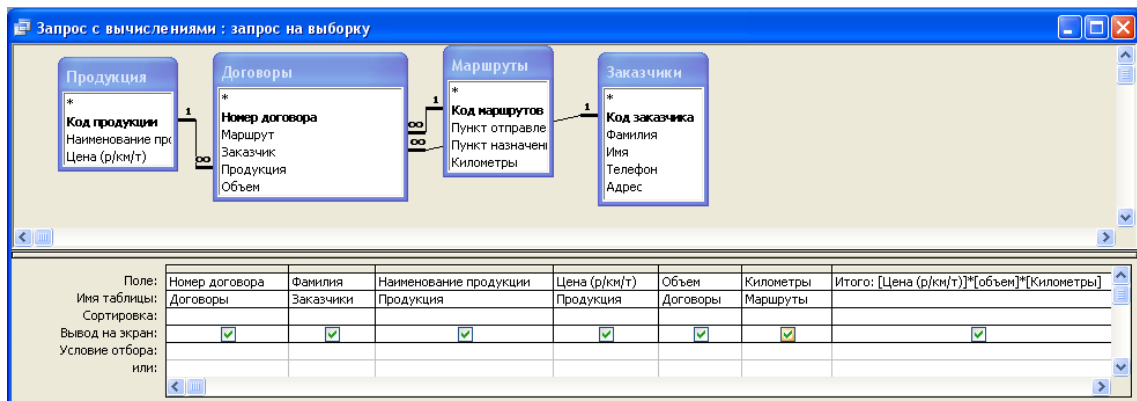 Запрос с вычислениями : запрос на выборку
Продукция
*
Код продукции
Наименование про
Цена (р/км/т)
Договоры
*
Номер договора
Маршрут
Заказчик
Продукция
Объем
Маршруты
*
Код маршрутов
Пункт отправле
Пункт назначени
Километры
Заказчики
*
Код заказчика
Фамилия
Имя
Телефон
Адрес
1
∞
1
∞
∞
1
Поле: Номер договора Фамилия Наименование продукции Цена (р/км/т) Объем Километры Итого: [Цена (р/км/т)]*[объем]*[Километры]
Имя таблицы: Договоры Заказчики Продукция Продукция Договоры Маршруты
Сортировка:
Вывод на экран:
Условие отбора:
или: